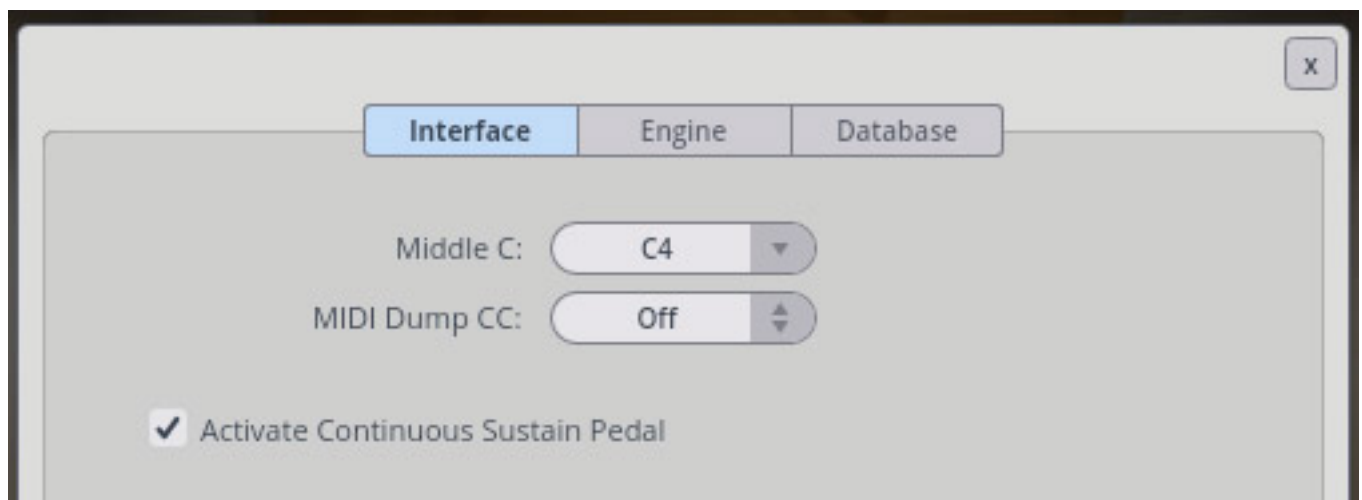 x
Interface Engine Database
Middle C: C4
MIDI Dump CC: Off
Activate Continuous Sustain Pedal